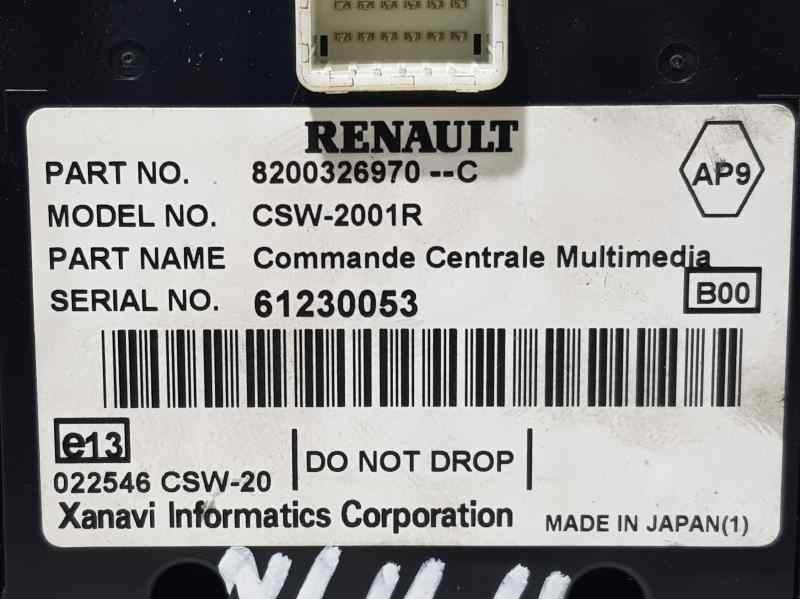 RENAULT
PART NO. 8200326970 --C
AP9
MODEL NO. CSW-2001R
PART NAME Commande Centrale Multimedia
SERIAL NO. 61230053
B00
e13
022546 CSW-20
DO NOT DROP
Xanavi Informatics Corporation
MADE IN JAPAN(1)